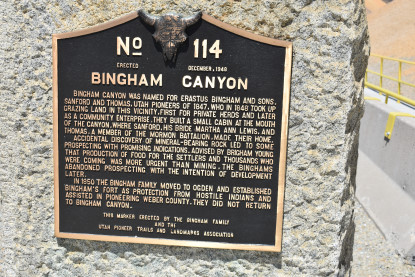 No 114
ERECTED DECEMBER, 1948
BINGHAM CANYON
BINGHAM CANYON WAS NAMED FOR ERASTUS BINGHAM AND SONS,
SANFORD AND THOMAS, UTAH PIONEERS OF 1847, WHO IN 1848 TOOK UP
GRAZING LAND IN THIS VICINITY, FIRST FOR PRIVATE HERDS AND LATER
AS A COMMUNITY ENTERPRISE. THEY BUILT A SMALL CABIN AT THE MOUTH
OF THE CANYON, WHERE SANFORD, HIS BRIDE MARTHA ANN LEWIS, AND
THOMAS, A MEMBER OF THE MORMON BATTALION, MADE THEIR HOME.
ACCIDENTAL DISCOVERY OF MINERAL-BEARING ROCK LED TO SOME
PROSPECTING WITH PROMISING INDICATIONS. ADVISED BY BRIGHAM YOUNG
THAT PRODUCTION OF FOOD FOR THE SETTLERS AND THOUSANDS WHO
WERE COMING WAS MORE URGENT THAN MINING, THE BINGHAMS
ABANDONED PROSPECTING WITH THE INTENTION OF DEVELOPMENT
LATER.
IN 1850 THE BINGHAM FAMILY MOVED TO OGDEN AND ESTABLISHED
BINGHAM'S FORT AS PROTECTION FROM HOSTILE INDIANS AND
ASSISTED IN PIONEERING WEBER COUNTY. THEY DID NOT RETURN
TO BINGHAM CANYON.
THIS MARKER ERECTED BY THE BINGHAM FAMILY
AND THE
UTAH PIONEER TRAILS AND LANDMARKS ASSOCIATION